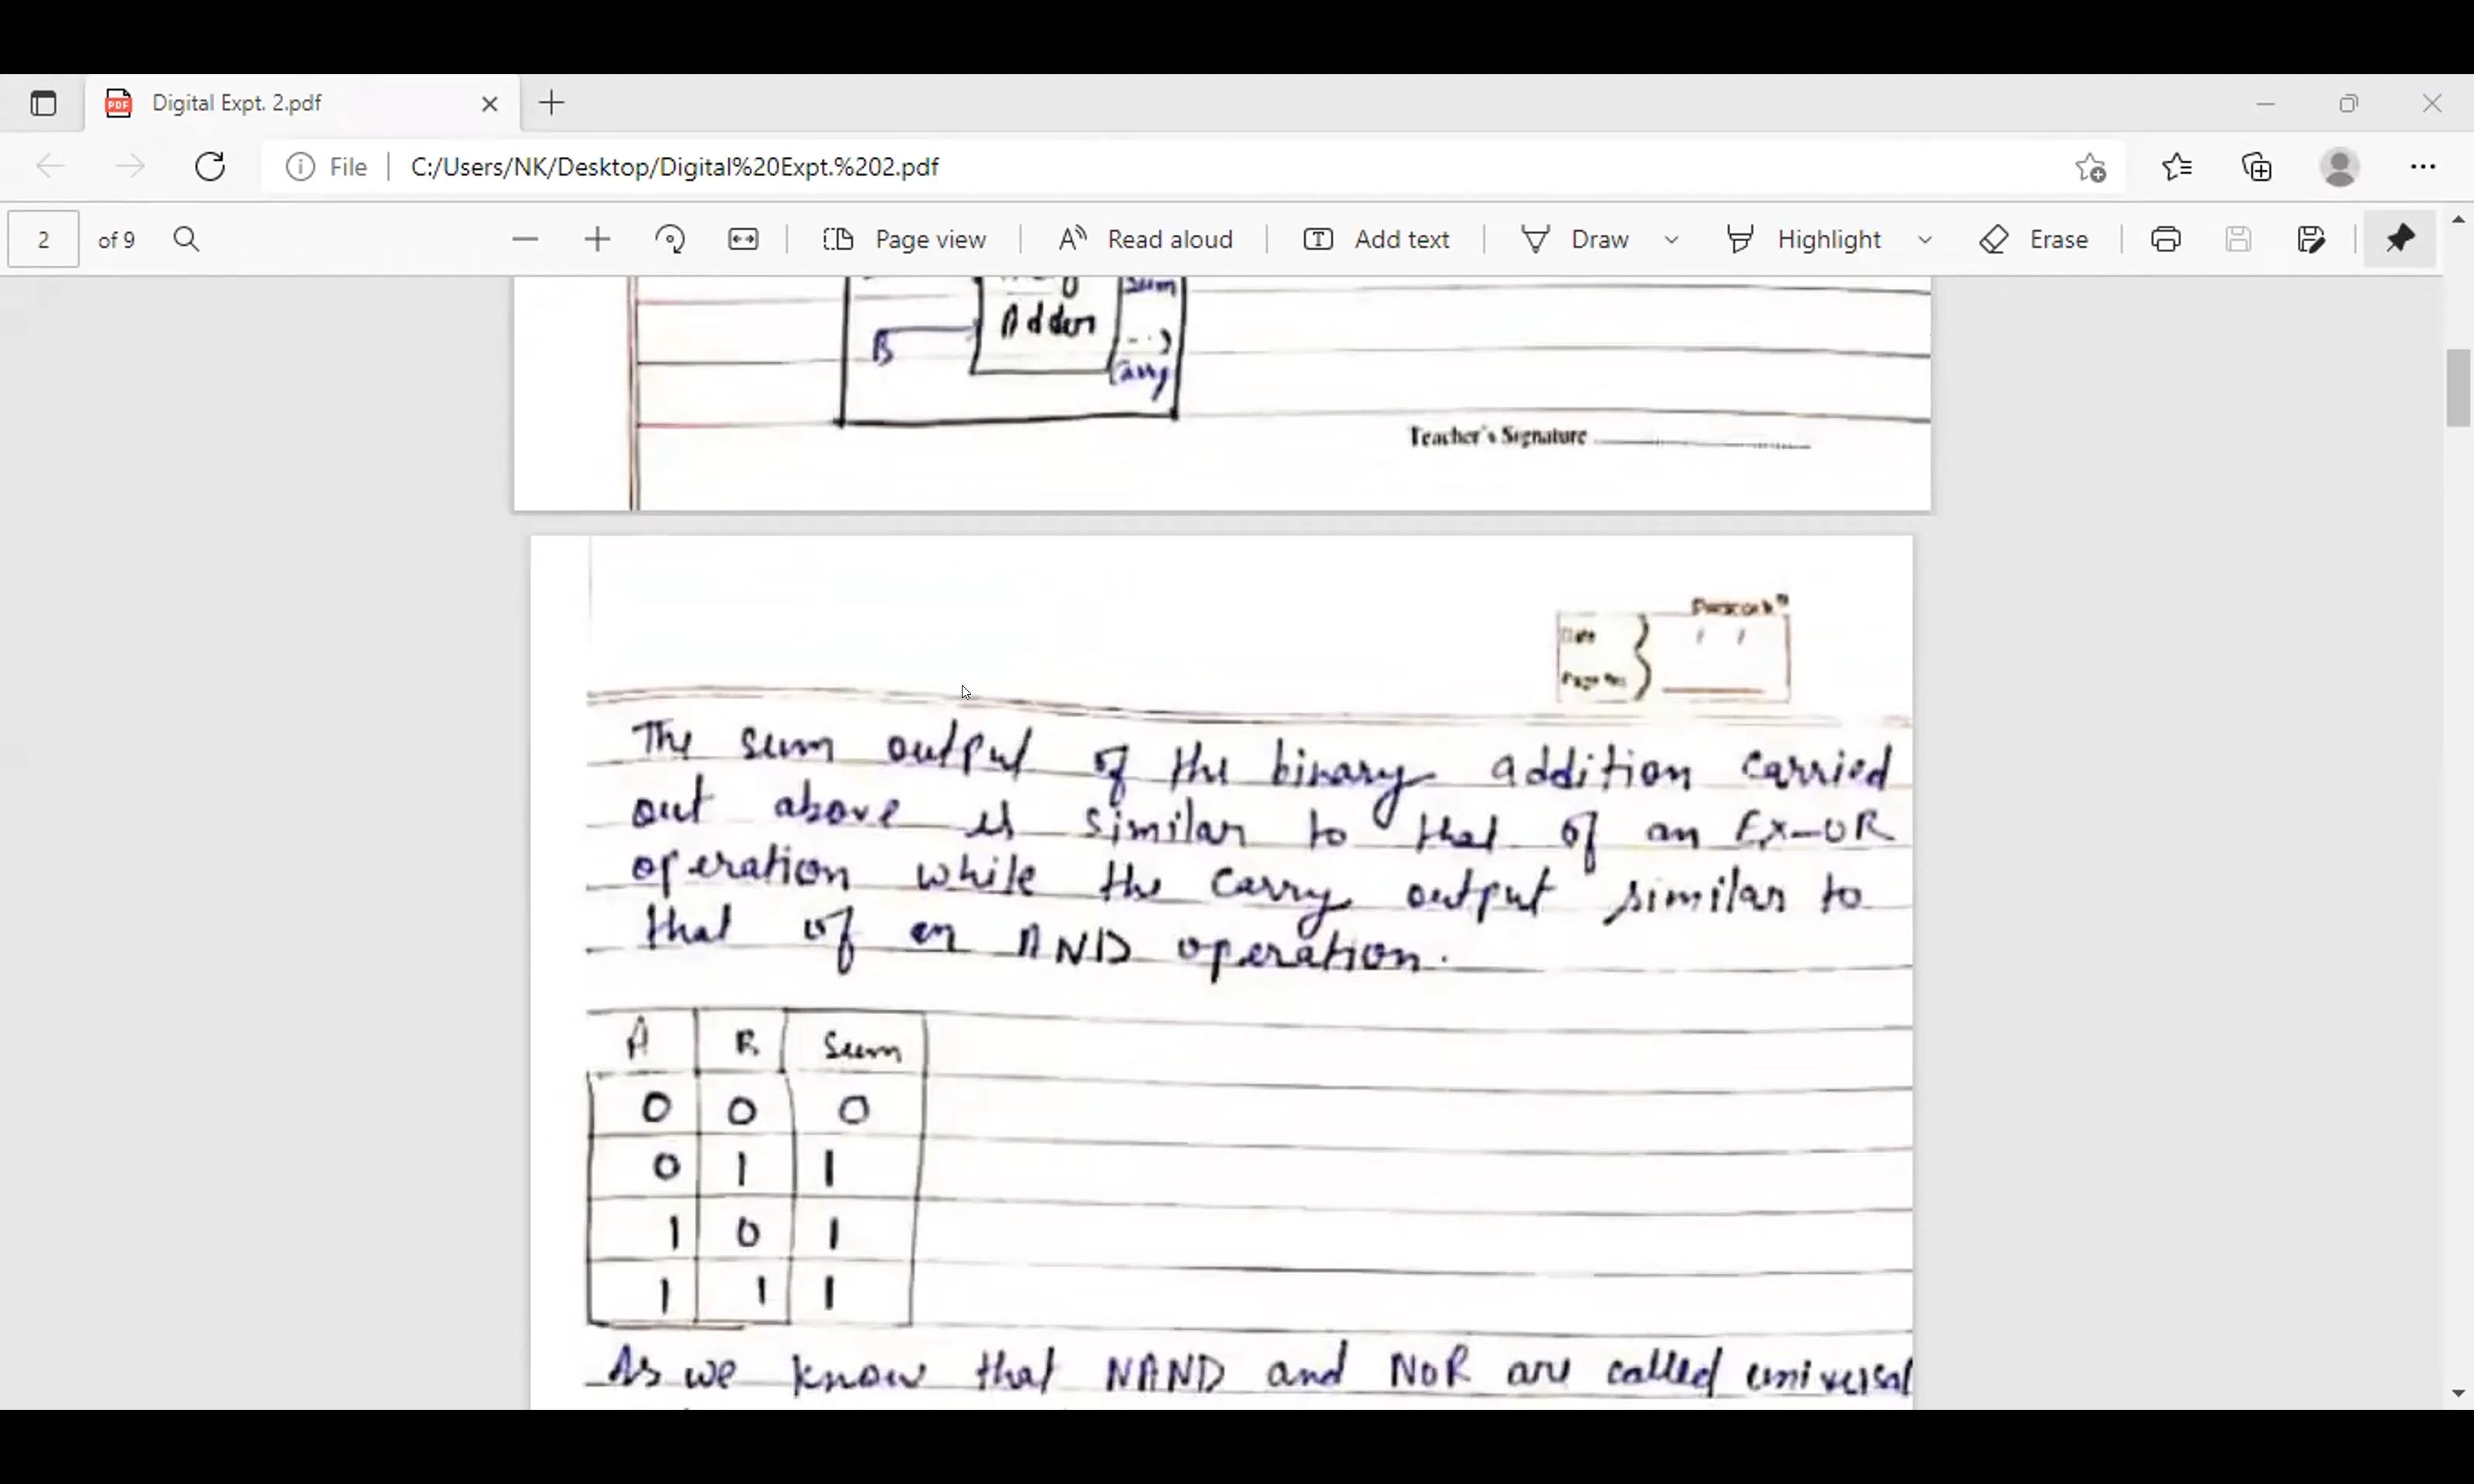 Digital Expt. 2.pdf
File C:/Users/NK/Desktop/Digital%20Expt.%202.pdf
2 of 9 Page view Read aloud Add text Draw Highlight Erase
Sum
Adder
B
Carry
Teacher's Signature
Date
Page No.
The sum output of the binary addition carried
out above is similar to that of an Ex-OR
operation while the carry output similar to
that of an AND operation.
A B Sum
0 0 0
0 1 1
1 0 1
1 1 1
As we know that NAND and NOR are called universal